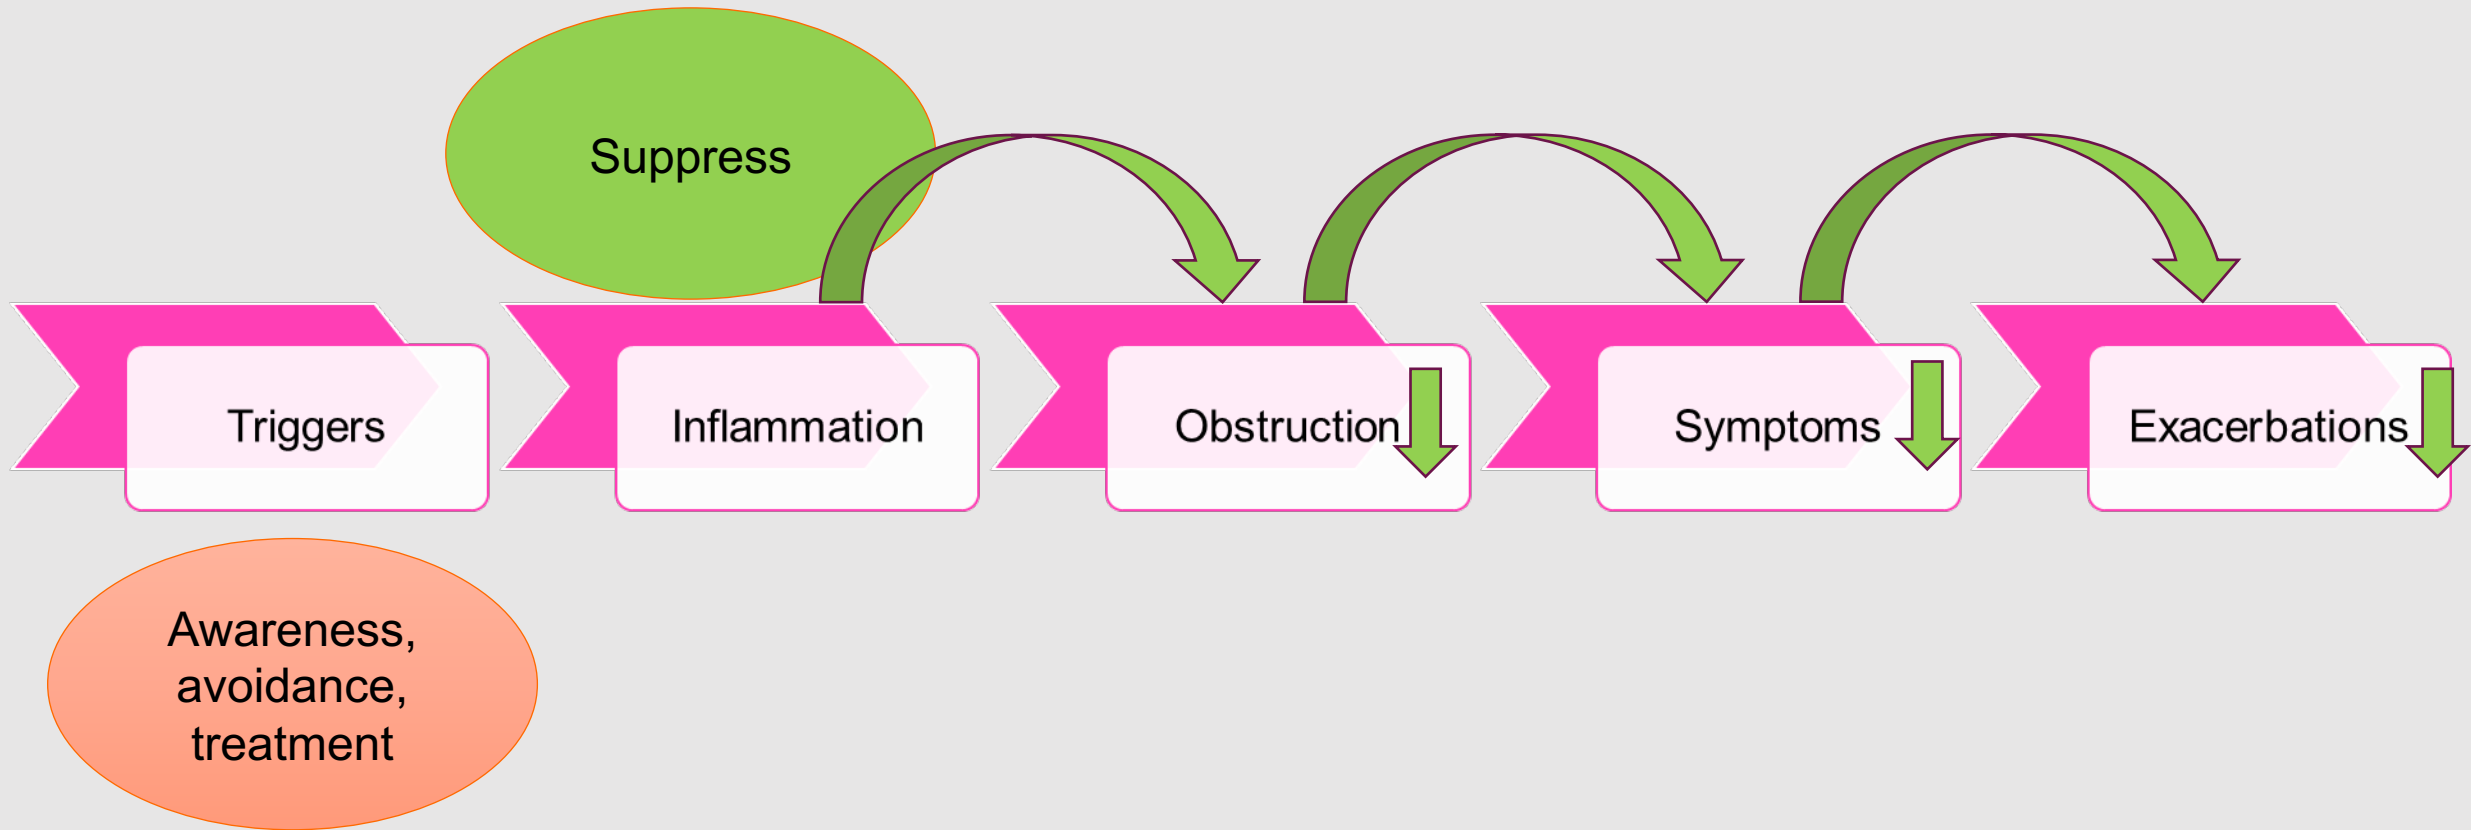 Suppress
Triggers
Inflammation
Obstruction
Symptoms
Exacerbations
Awareness,
avoidance,
treatment